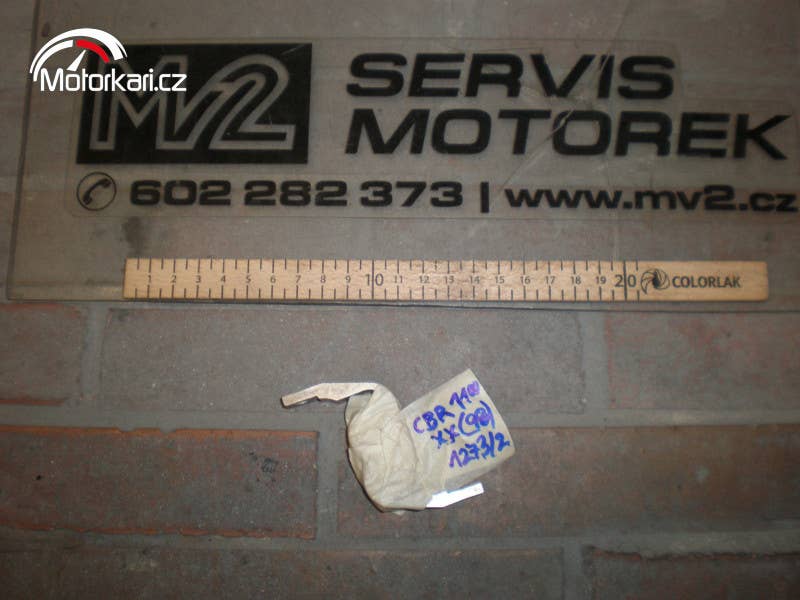 Motorkari.cz
MV2 SERVIS
MOTOREK
602 282 373 | www.mv2.cz
1 2 3 4 5 6 7 8 9 10 11 12 13 14 15 16 17 18 19 20 COLORLAK
CBR 1100
XX (98)
1273/2